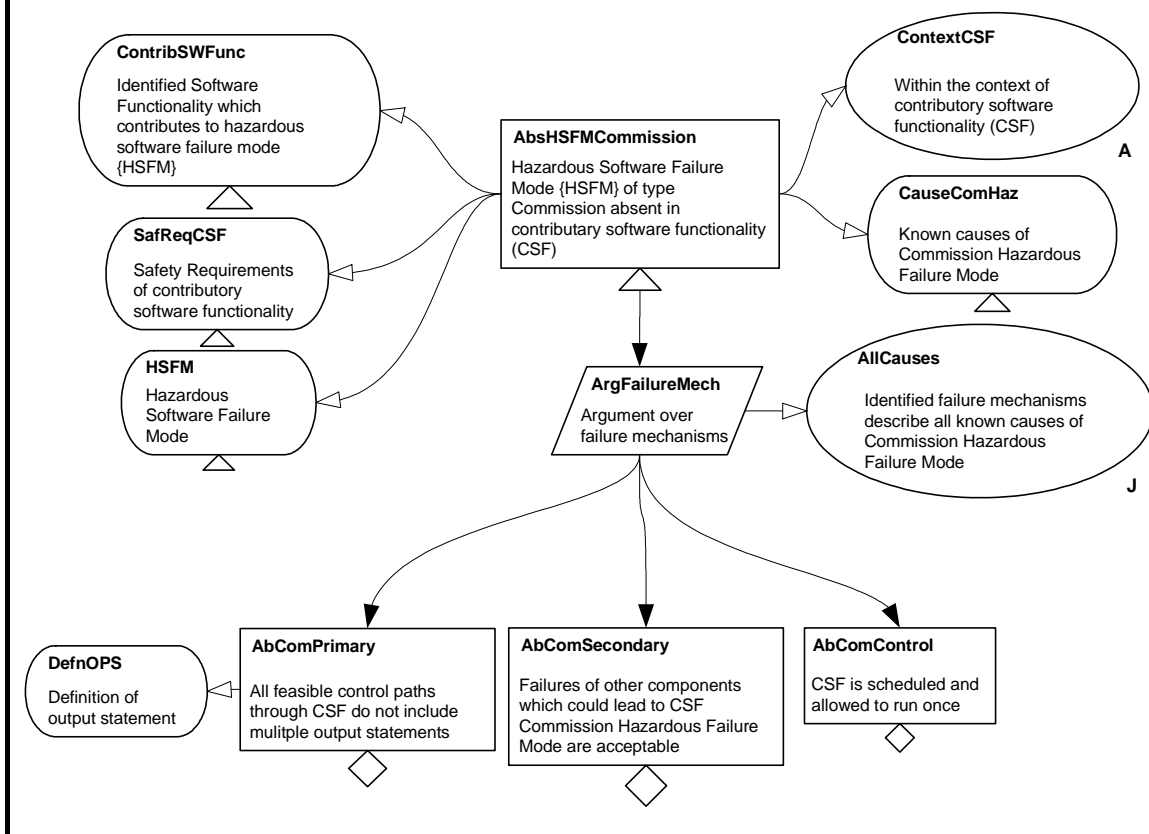 ContribSWFunc
Identified Software
Functionality which
contributes to hazardous
software failure mode
{HSFM}
SafReqCSF
Safety Requirements
of contributory
software functionality
HSFM
Hazardous
Software Failure
Mode
AbsHSFMCommission
Hazardous Software Failure
Mode {HSFM} of type
Commission absent in
contributary software functionality
(CSF)
ContextCSF
Within the context of
contributory software
functionality (CSF)
A
CauseComHaz
Known causes of
Commission Hazardous
Failure Mode
ArgFailureMech
Argument over
failure mechanisms
AllCauses
Identified failure mechanisms
describe all known causes of
Commission Hazardous
Failure Mode
J
DefnOPS
Definition of
output statement
AbComPrimary
All feasible control paths
through CSF do not include
mulitple output statements
AbComSecondary
Failures of other components
which could lead to CSF
Commission Hazardous Failure
Mode are acceptable
AbComControl
CSF is scheduled and
allowed to run once